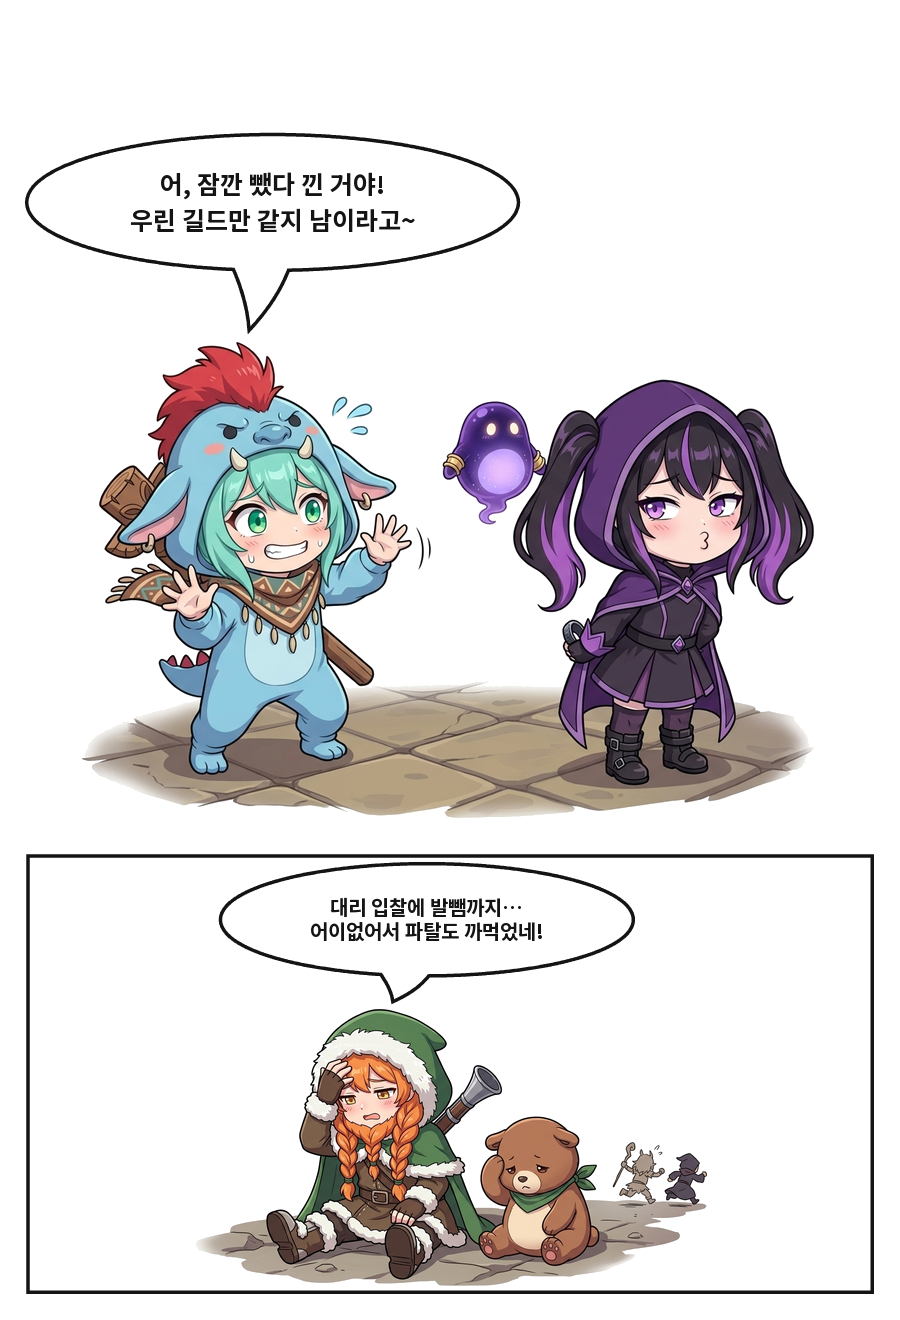 어, 잠깐 뺐다 낀 거야!
우린 길드만 같지 남이라고~
대리 입찰에 발뺌까지…
어이없어서 파탈도 까먹었네!